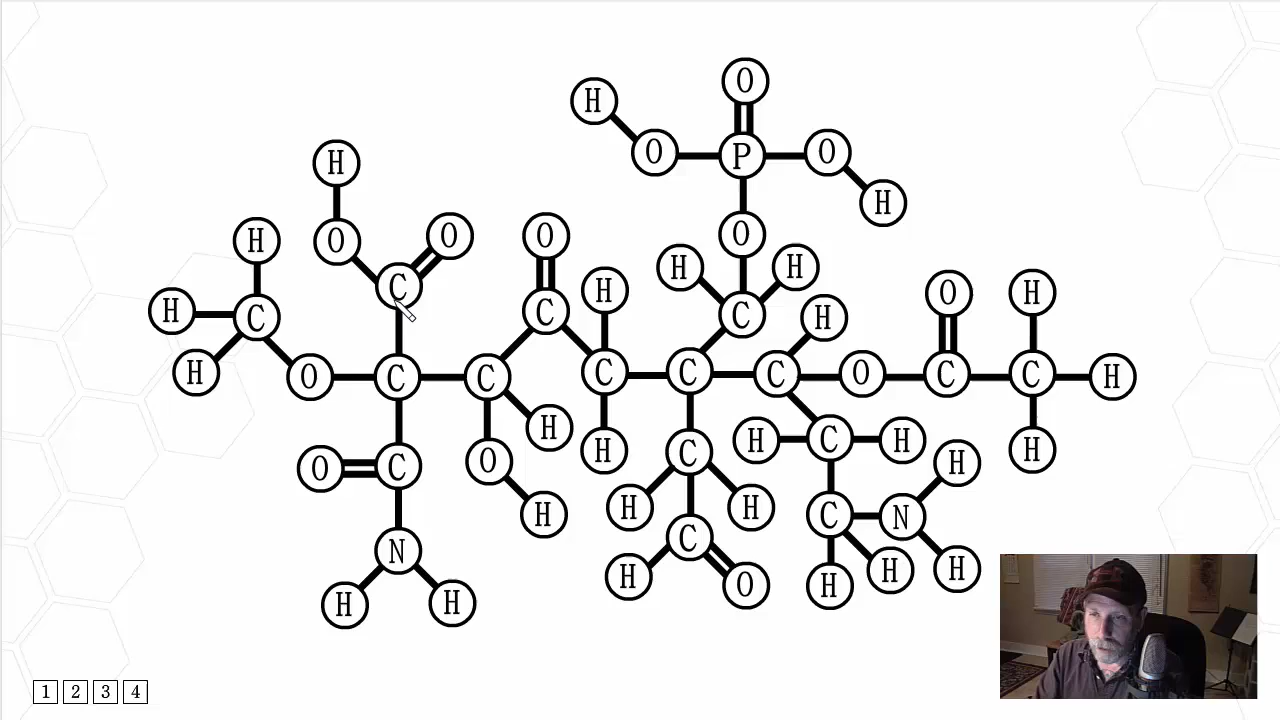 O
H
P
O O
H
H
O
H O O O
H H
C
H O H
H C C C H
H C O
H O C C C C C O C C H
H
H C H H
H C H
O C O
H H C N
H H
C
N H C H H
H O
H H
H
1 2 3 4